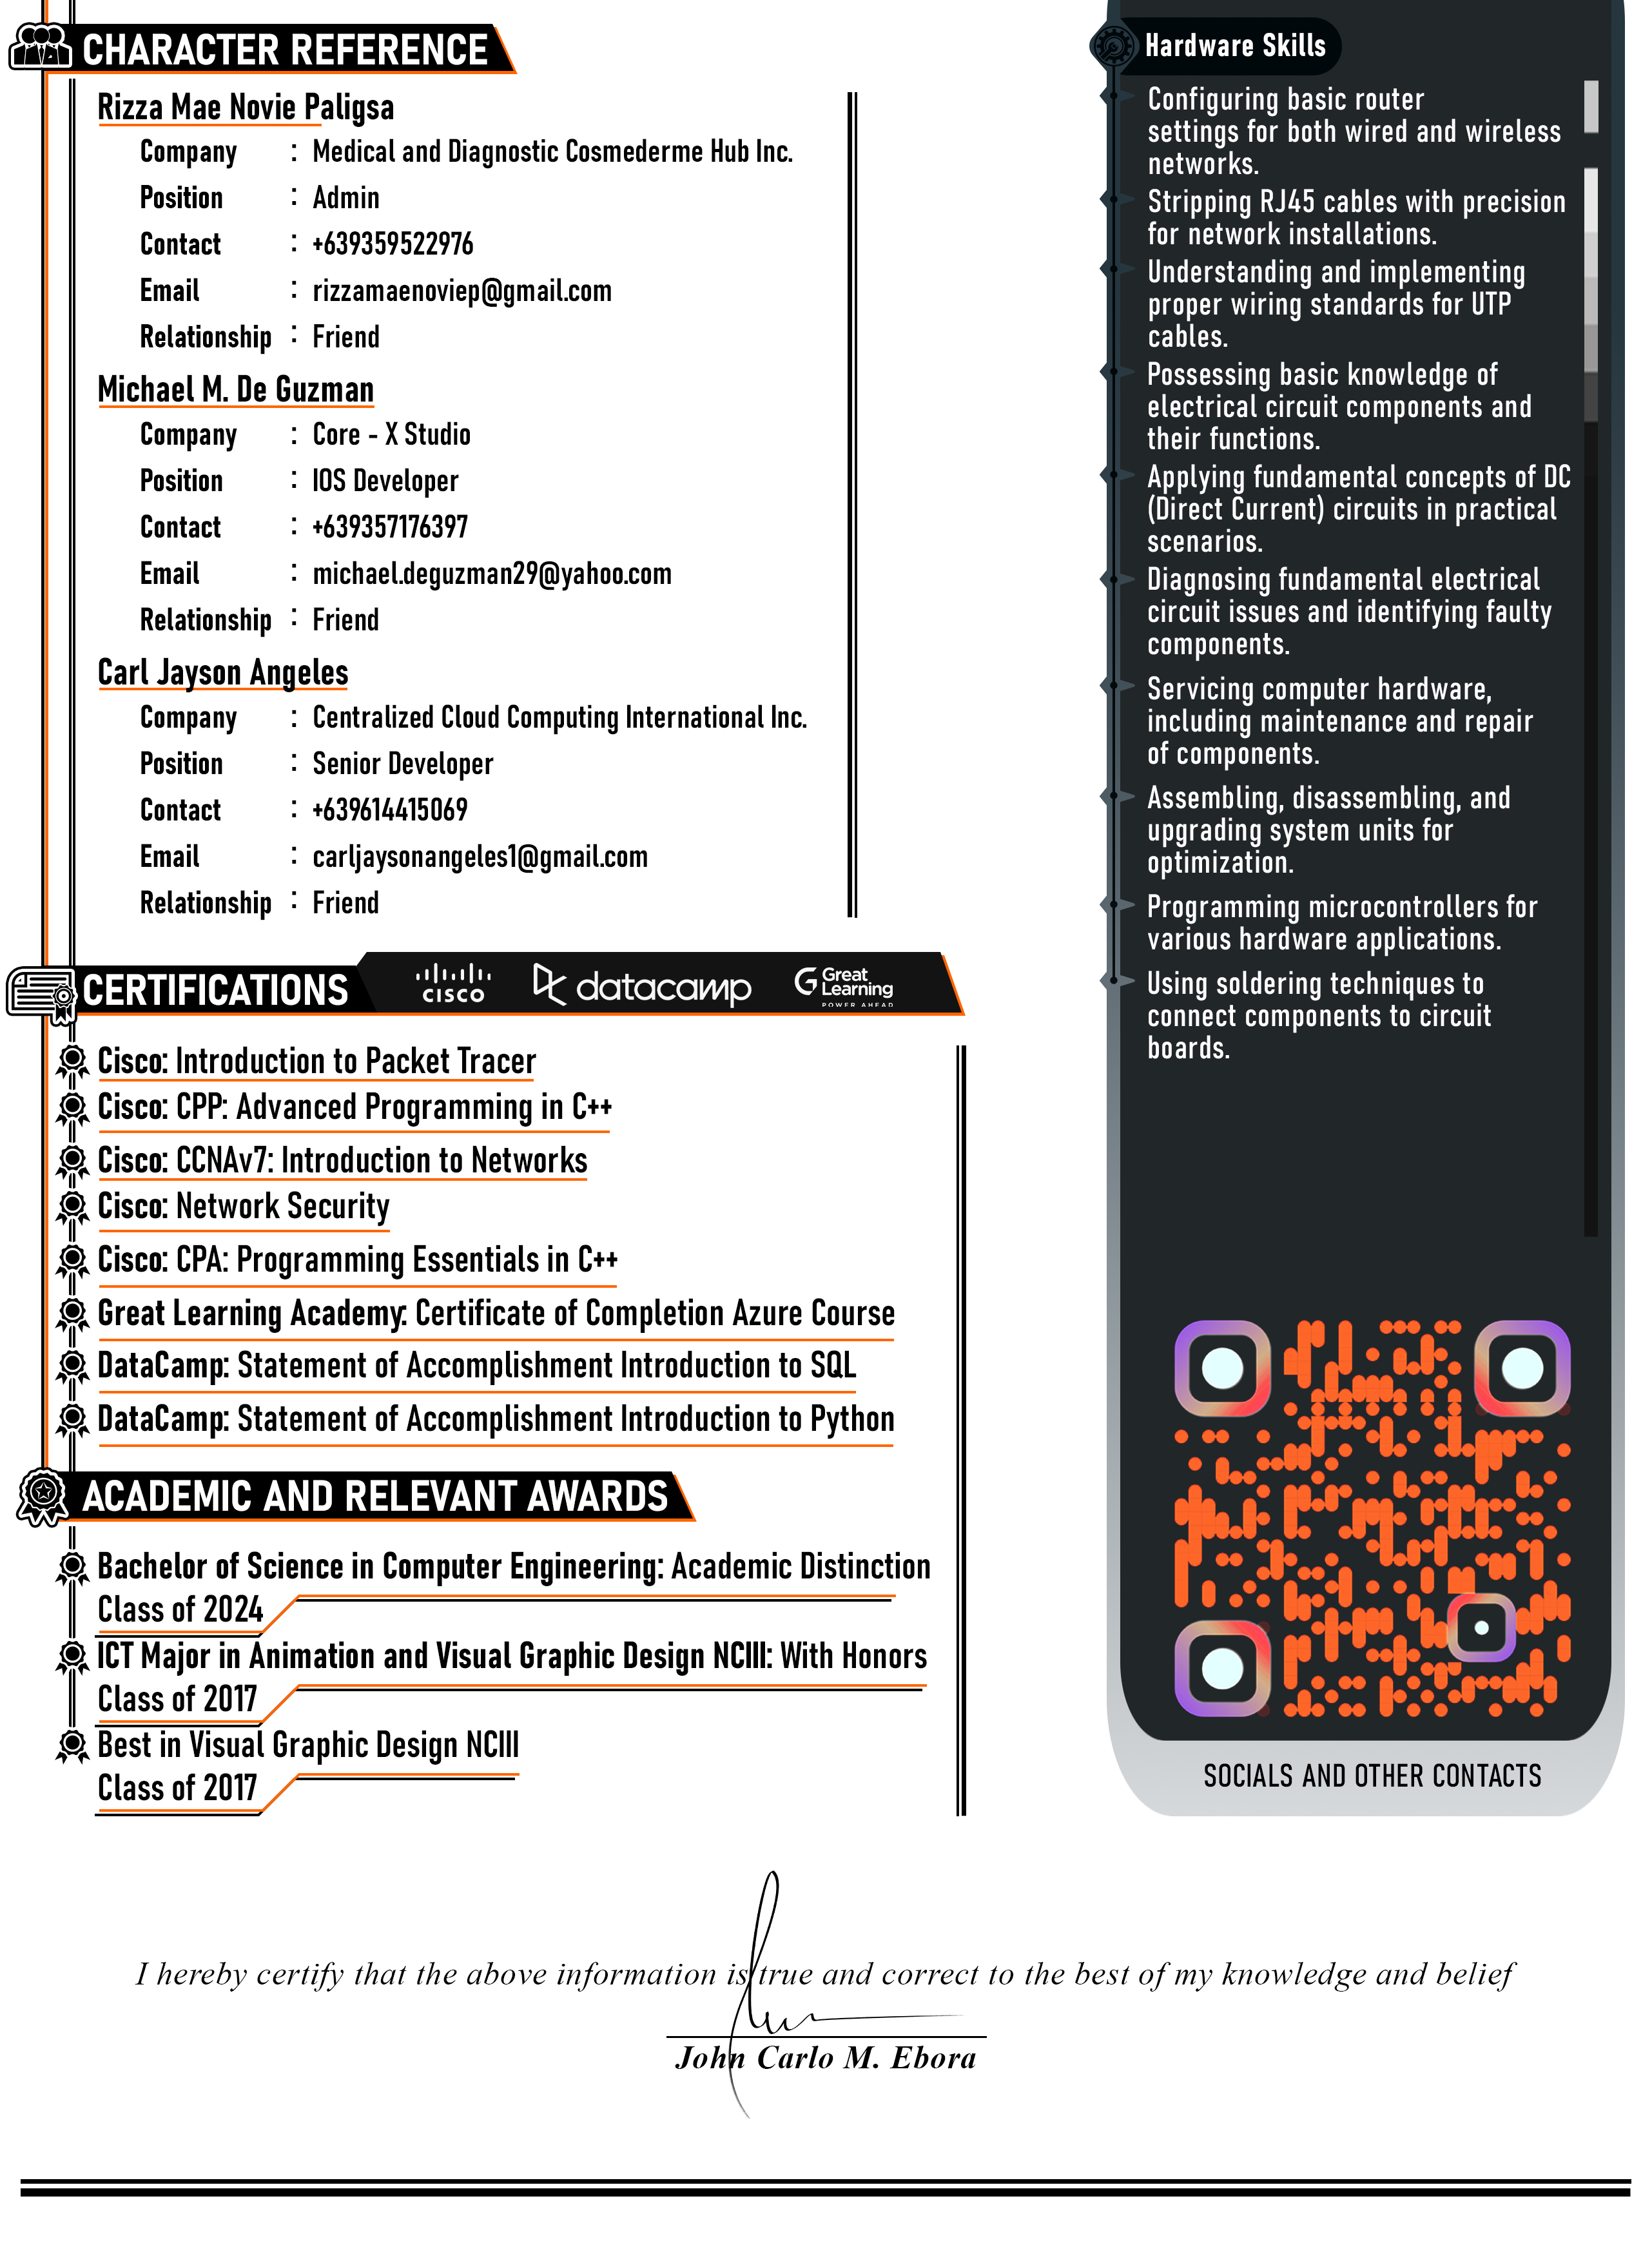 CHARACTER REFERENCE
Rizza Mae Novie Paligsa
Company : Medical and Diagnostic Cosmederme Hub Inc.
Position : Admin
Contact : +639359522976
Email : rizzamaenoviep@gmail.com
Relationship : Friend
Michael M. De Guzman
Company : Core - X Studio
Position : IOS Developer
Contact : +639357176397
Email : michael.deguzman29@yahoo.com
Relationship : Friend
Carl Jayson Angeles
Company : Centralized Cloud Computing International Inc.
Position : Senior Developer
Contact : +639614415069
Email : carljaysonangeles1@gmail.com
Relationship : Friend
CERTIFICATIONS
CISCO
datacamp
Great
Learning
POWER AHEAD
Cisco: Introduction to Packet Tracer
Cisco: CPP: Advanced Programming in C++
Cisco: CCNAv7: Introduction to Networks
Cisco: Network Security
Cisco: CPA: Programming Essentials in C++
Great Learning Academy: Certificate of Completion Azure Course
DataCamp: Statement of Accomplishment Introduction to SQL
DataCamp: Statement of Accomplishment Introduction to Python
ACADEMIC AND RELEVANT AWARDS
Bachelor of Science in Computer Engineering: Academic Distinction
Class of 2024
ICT Major in Animation and Visual Graphic Design NCIII: With Honors
Class of 2017
Best in Visual Graphic Design NCIII
Class of 2017
Hardware Skills
Configuring basic router
settings for both wired and wireless
networks.
Stripping RJ45 cables with precision
for network installations.
Understanding and implementing
proper wiring standards for UTP
cables.
Possessing basic knowledge of
electrical circuit components and
their functions.
Applying fundamental concepts of DC
(Direct Current) circuits in practical
scenarios.
Diagnosing fundamental electrical
circuit issues and identifying faulty
components.
Servicing computer hardware,
including maintenance and repair
of components.
Assembling, disassembling, and
upgrading system units for
optimization.
Programming microcontrollers for
various hardware applications.
Using soldering techniques to
connect components to circuit
boards.
SOCIALS AND OTHER CONTACTS
I hereby certify that the above information is true and correct to the best of my knowledge and belief
John Carlo M. Ebora